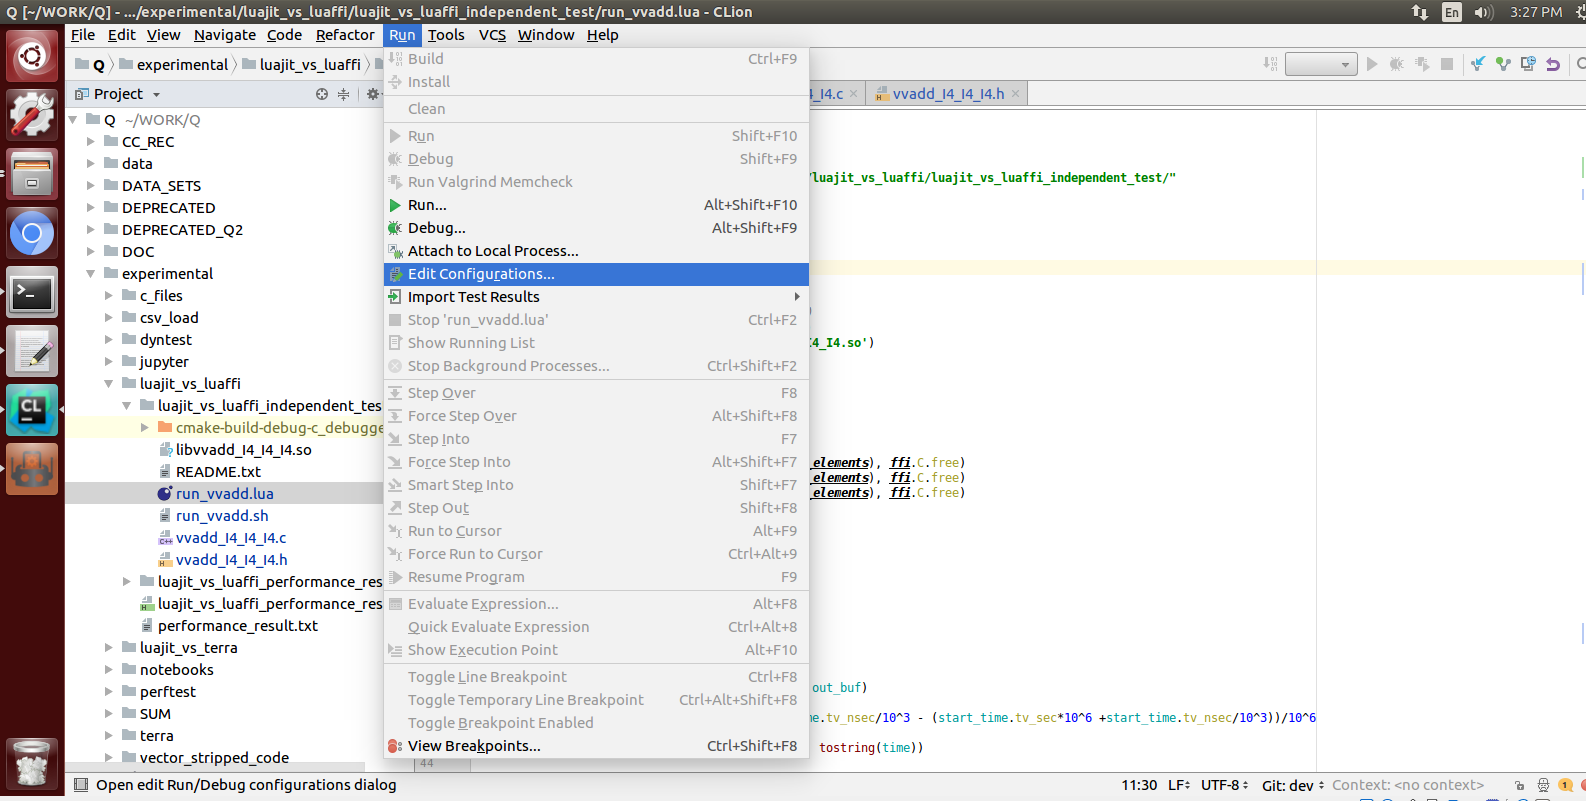 Q [~/WORK/Q] - .../experimental/luajit_vs_luaffi/luajit_vs_luaffi_independent_test/run_vvadd.lua - CLion
En 3:27 PM
File Edit View Navigate Code Refactor Run Tools VCS Window Help
Q experimental luajit_vs_luaffi
Project
I4_I4.c vvadd_I4_I4_I4.h
Q ~/WORK/Q
CC_REC
data
DATA_SETS
DEPRECATED
DEPRECATED_Q2
DOC
experimental
c_files
csv_load
dyntest
jupyter
luajit_vs_luaffi
luajit_vs_luaffi_independent_tes
cmake-build-debug-c_debugge
libvvadd_I4_I4_I4.so
README.txt
run_vvadd.lua
run_vvadd.sh
vvadd_I4_I4_I4.c
vvadd_I4_I4_I4.h
luajit_vs_luaffi_performance_res
luajit_vs_luaffi_performance_res
performance_result.txt
luajit_vs_terra
notebooks
perftest
SUM
terra
vector_stripped_code
Build Ctrl+F9
Install
Clean
Run Shift+F10
Debug Shift+F9
Run Valgrind Memcheck
Run... Alt+Shift+F10
Debug... Alt+Shift+F9
Attach to Local Process...
Edit Configurations...
Import Test Results
Stop 'run_vvadd.lua' Ctrl+F2
Show Running List
Stop Background Processes... Ctrl+Shift+F2
Step Over F8
Force Step Over Alt+Shift+F8
Step Into F7
Force Step Into Alt+Shift+F7
Smart Step Into Shift+F7
Step Out Shift+F8
Run to Cursor Alt+F9
Force Run to Cursor Ctrl+Alt+9
Resume Program F9
Evaluate Expression... Alt+F8
Quick Evaluate Expression Ctrl+Alt+8
Show Execution Point Alt+F10
Toggle Line Breakpoint Ctrl+F8
Toggle Temporary Line Breakpoint Ctrl+Alt+Shift+F8
Toggle Breakpoint Enabled
View Breakpoints... Ctrl+Shift+F8
/luajit_vs_luaffi/luajit_vs_luaffi_independent_test/"
)
I4_I4.so')
_elements), ffi.C.free)
_elements), ffi.C.free)
_elements), ffi.C.free)
out_buf)
e.tv_nsec/10^3 - (start_time.tv_sec*10^6 +start_time.tv_nsec/10^3))/10^6
tostring(time))
44
Open edit Run/Debug configurations dialog
11:30 LF UTF-8 Git: dev Context: <no context> 1